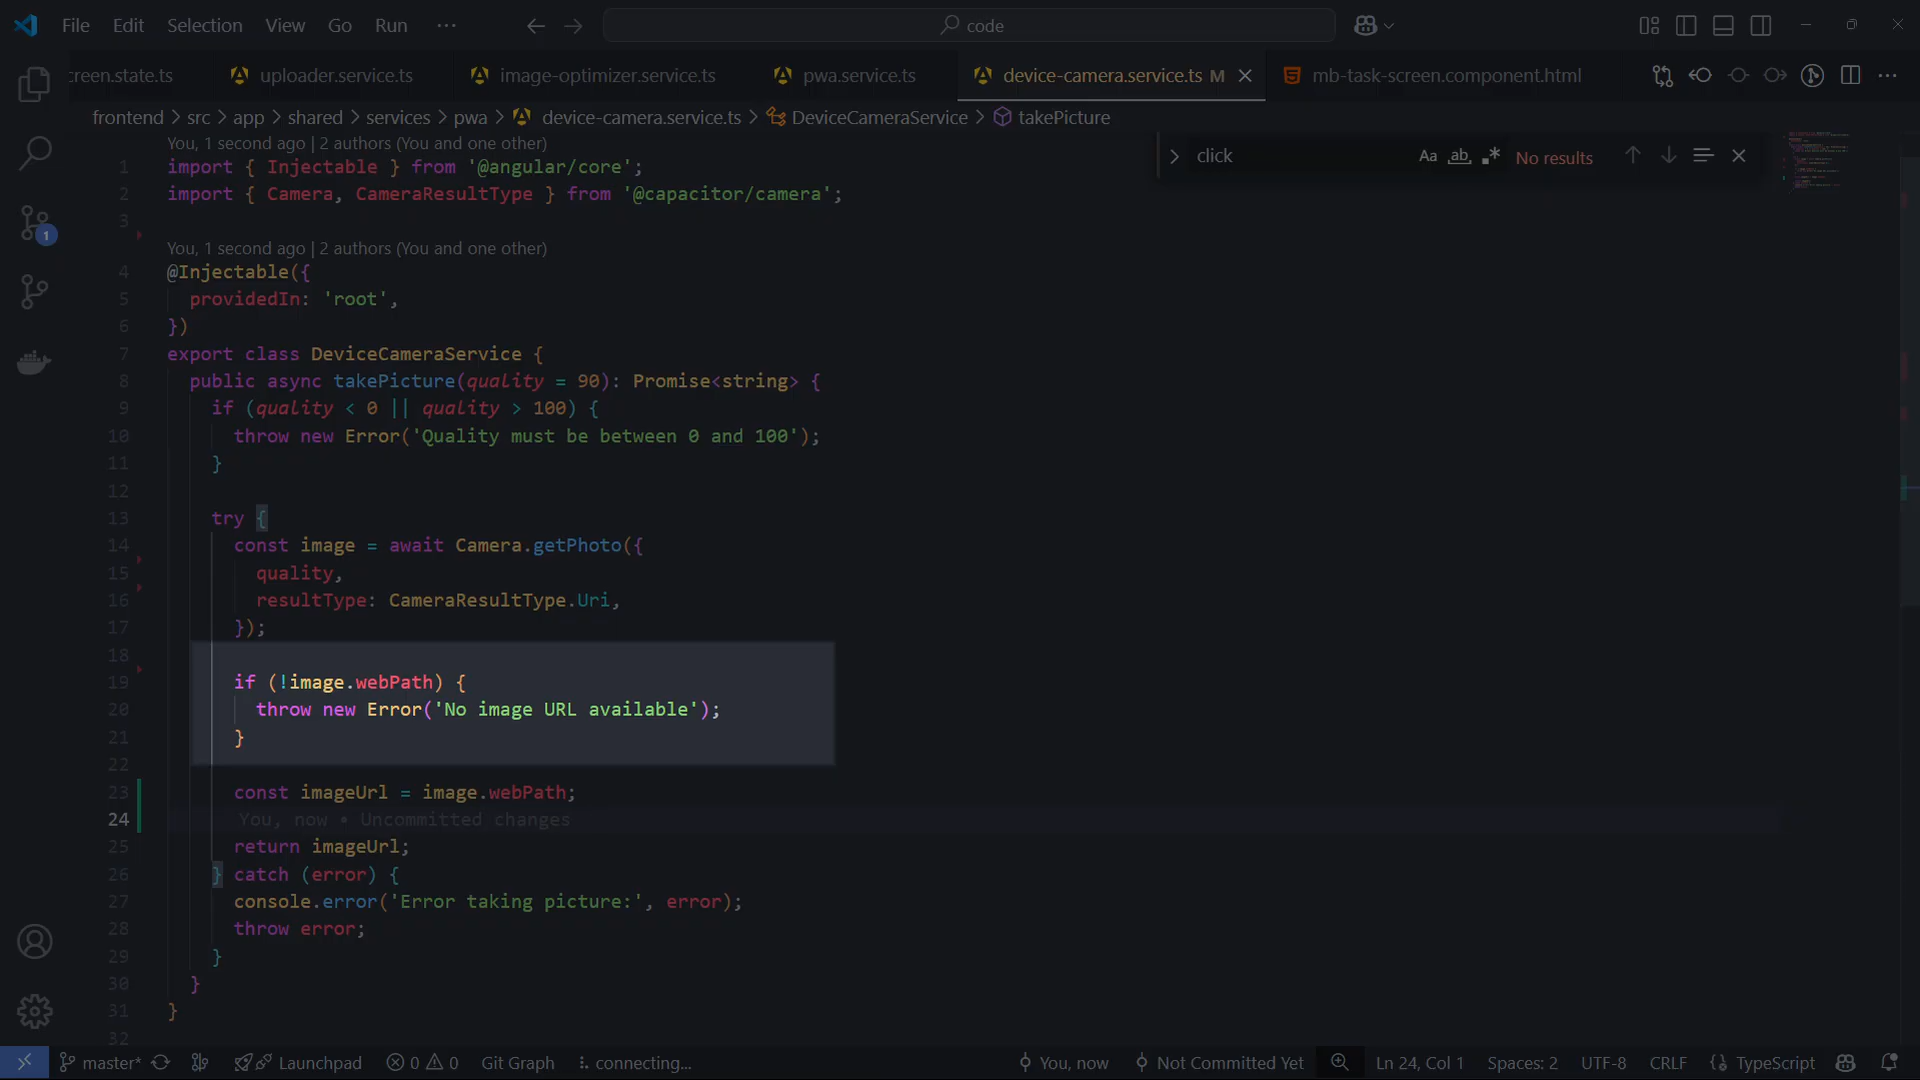 File Edit Selection View Go Run ··· code
creen.state.ts uploader.service.ts image-optimizer.service.ts pwa.service.ts device-camera.service.ts M mb-task-screen.component.html
frontend > src > app > shared > services > pwa > device-camera.service.ts > DeviceCameraService > takePicture
click Aa ab .* No results
You, 1 second ago | 2 authors (You and one other)
1 import { Injectable } from '@angular/core';
2 import { Camera, CameraResultType } from '@capacitor/camera';
3
You, 1 second ago | 2 authors (You and one other)
4 @Injectable({
5 providedIn: 'root',
6 })
7 export class DeviceCameraService {
8 public async takePicture(quality = 90): Promise<string> {
9 if (quality < 0 || quality > 100) {
10 throw new Error('Quality must be between 0 and 100');
11 }
12
13 try {
14 const image = await Camera.getPhoto({
15 quality,
16 resultType: CameraResultType.Uri,
17 });
18
19 if (!image.webPath) {
20 throw new Error('No image URL available');
21 }
22
23 const imageUrl = image.webPath;
24 You, now • Uncommitted changes
25 return imageUrl;
26 } catch (error) {
27 console.error('Error taking picture:', error);
28 throw error;
29 }
30 }
31 }
32
1
master* Launchpad 0 0 Git Graph connecting... You, now Not Committed Yet Ln 24, Col 1 Spaces: 2 UTF-8 CRLF {} TypeScript